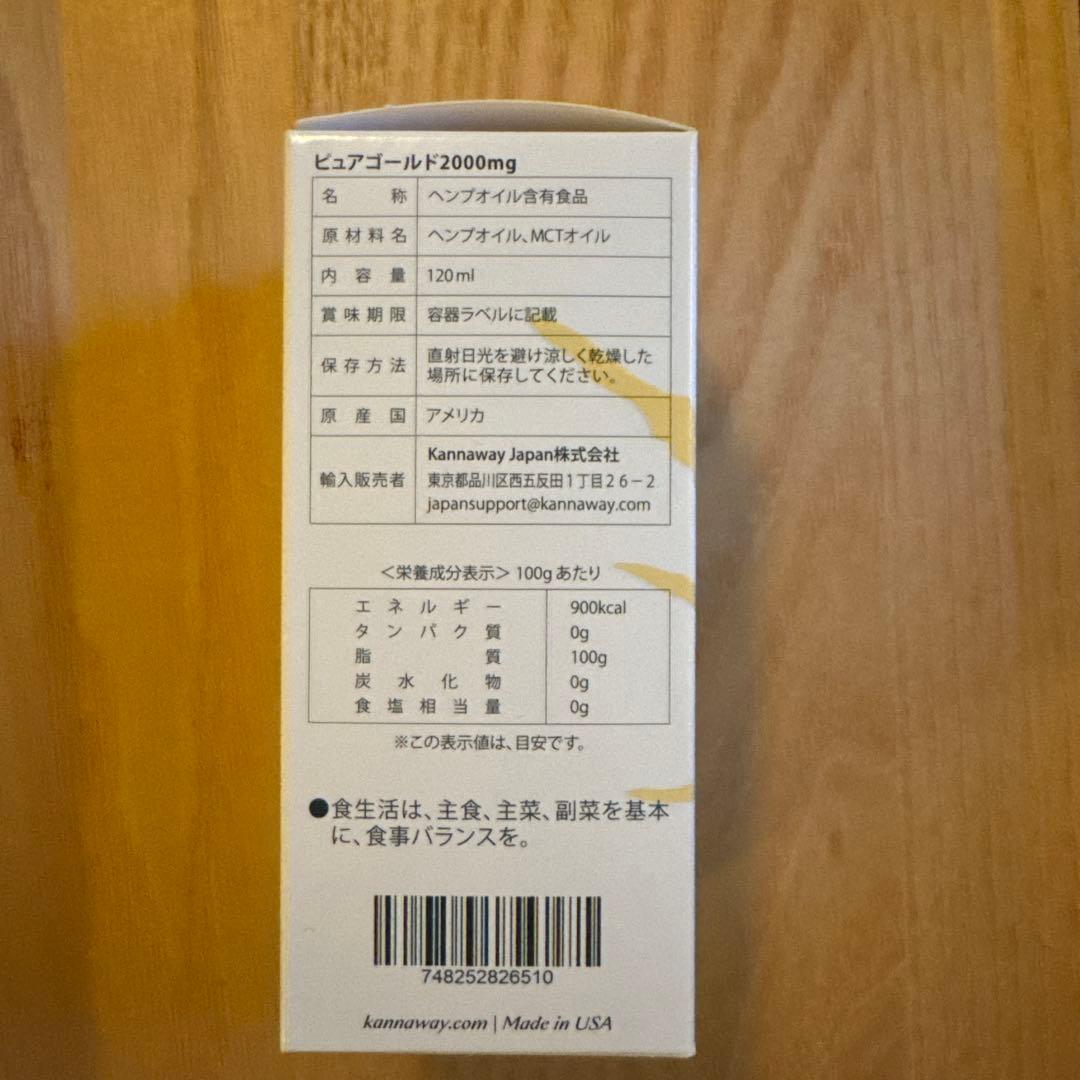 ピュアゴールド2000mg
名称 ヘンプオイル含有食品
原材料名 ヘンプオイル、MCTオイル
内容量 120ml
賞味期限 容器ラベルに記載
保存方法 直射日光を避け涼しく乾燥した
場所に保存してください。
原産国 アメリカ
輸入販売者 Kannaway Japan株式会社
東京都品川区西五反田1丁目26-2
japansupport@kannaway.com
＜栄養成分表示＞100gあたり
エネルギー 900kcal
タンパク質 0g
脂質 100g
炭水化物 0g
食塩相当量 0g
※この表示値は、目安です。
●食生活は、主食、主菜、副菜を基本
に、食事バランスを。
748252826510
kannaway.com | Made in USA